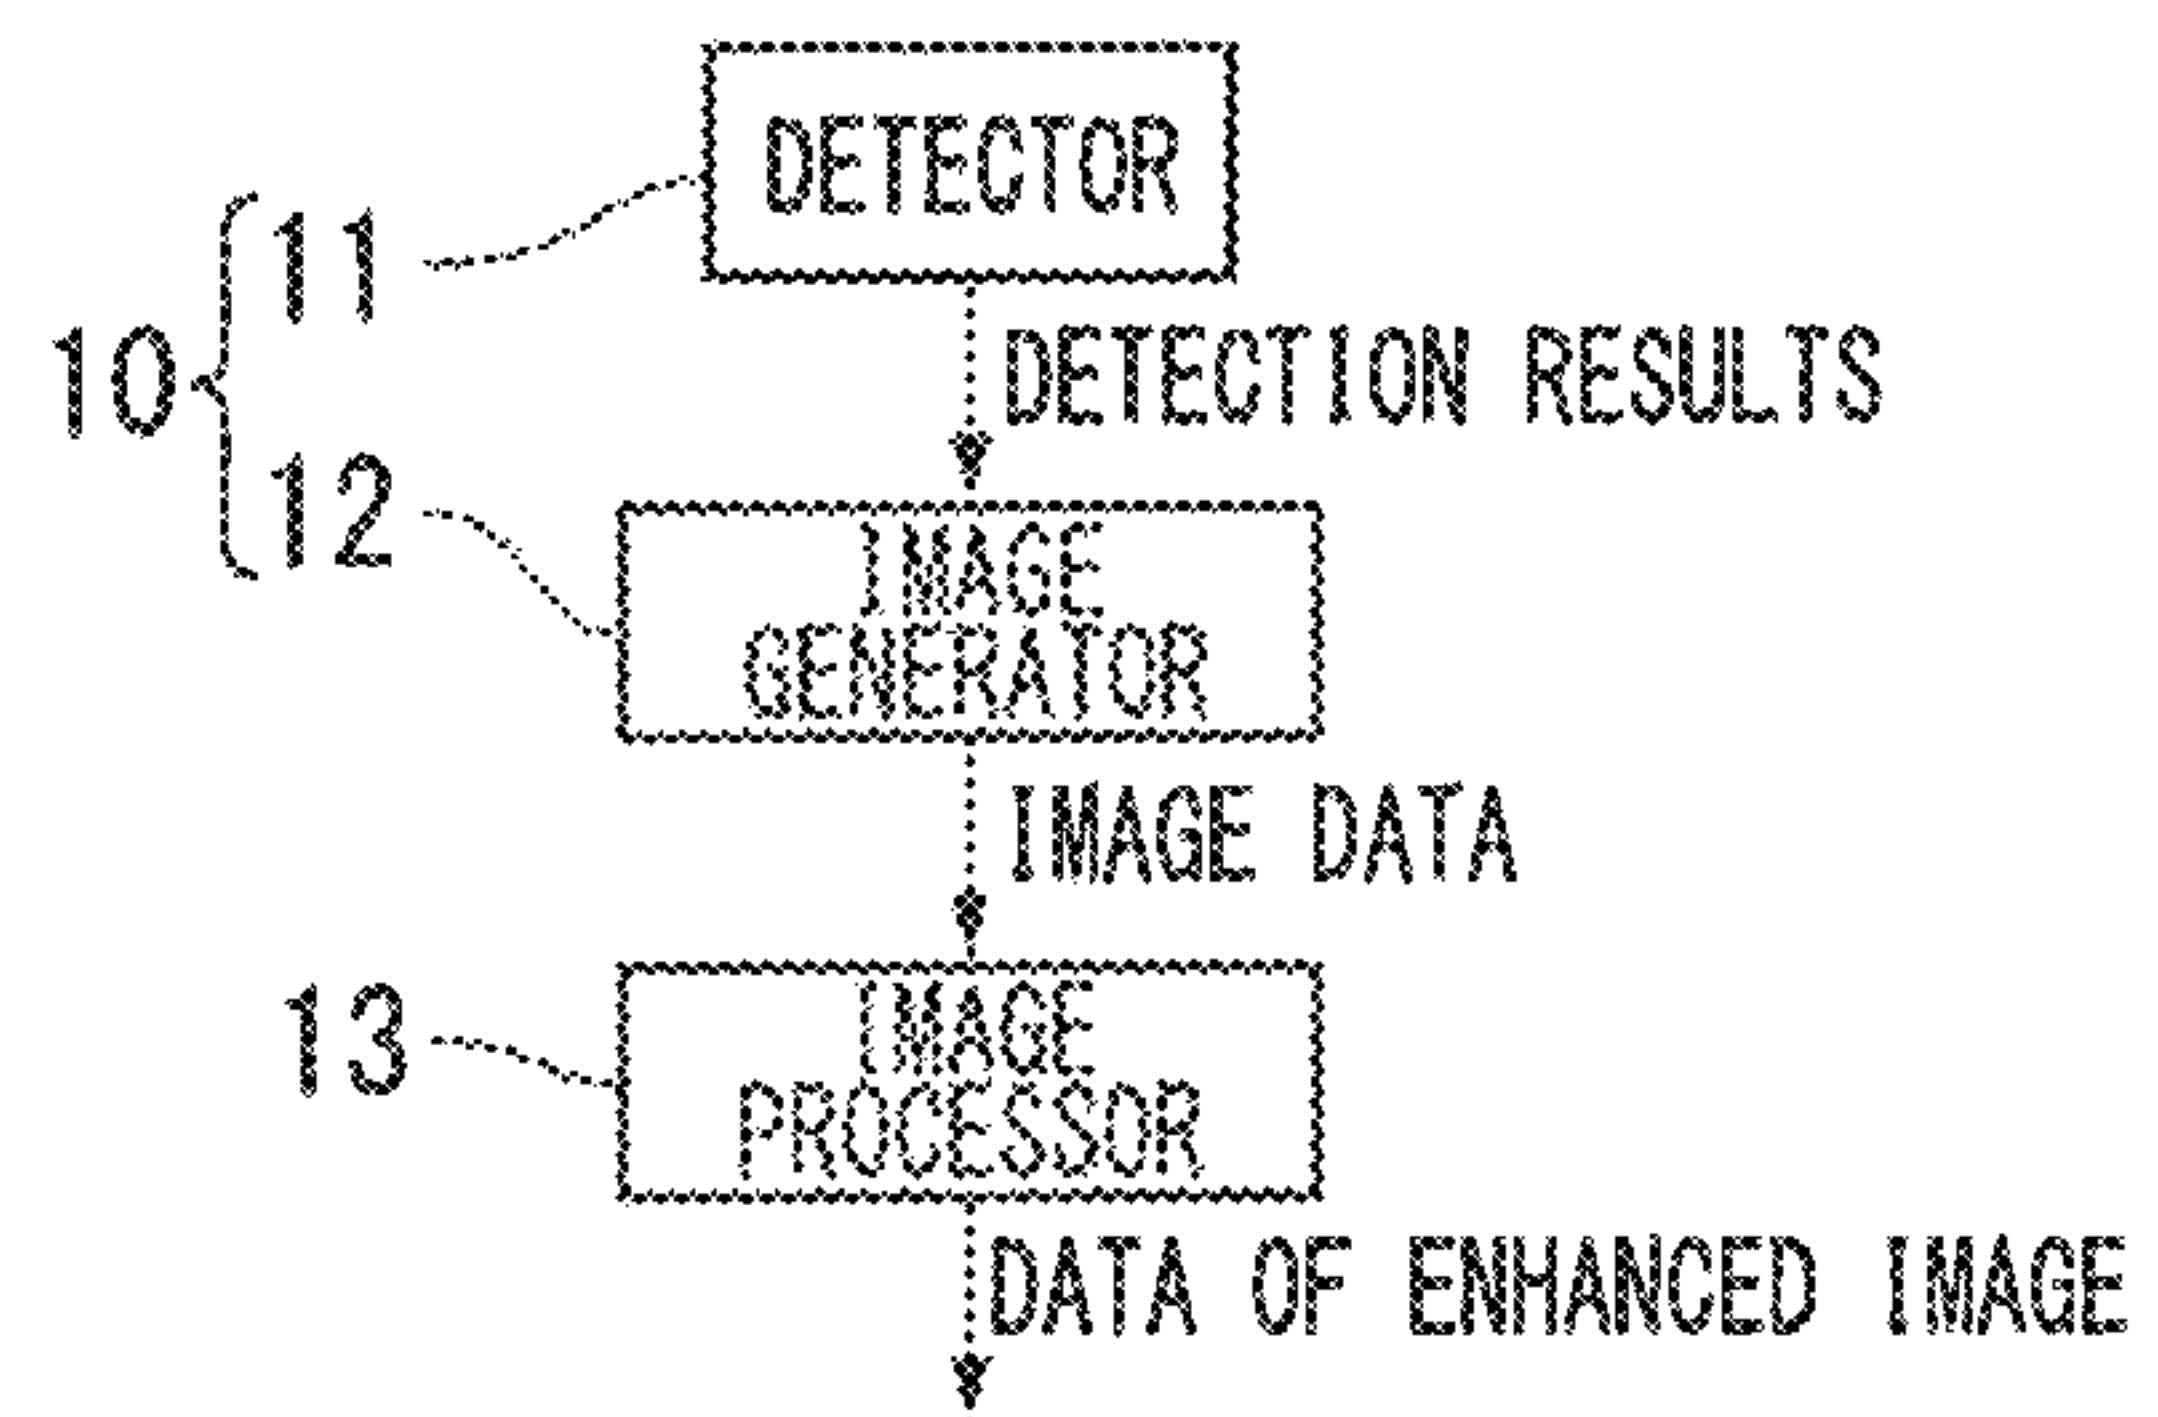 DETECTOR
11
10
DETECTION RESULTS
12
IMAGE
GENERATOR
IMAGE DATA
13
IMAGE
PROCESSOR
DATA OF ENHANCED IMAGE